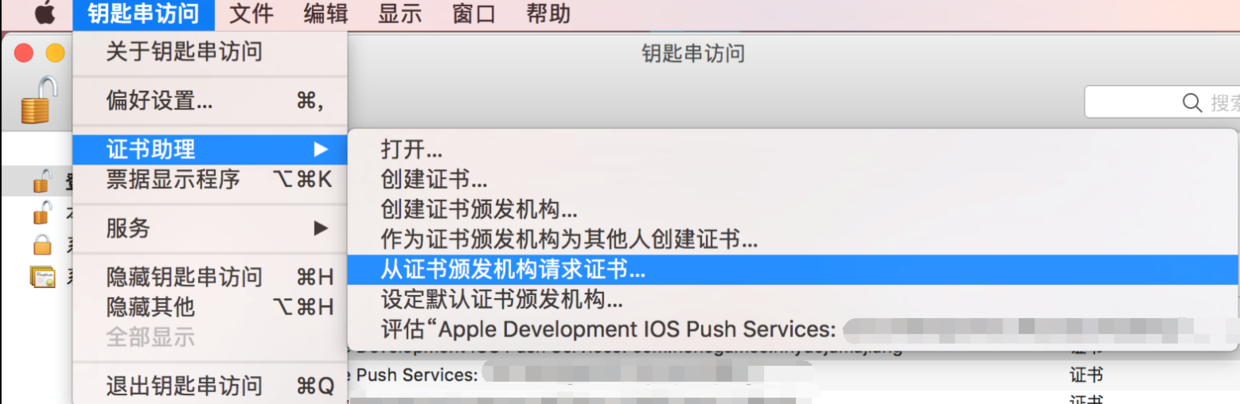 钥匙串访问 文件 编辑 显示 窗口 帮助
钥匙串访问
搜索
关于钥匙串访问
偏好设置... ⌘,
证书助理 ▶
票据显示程序 ⌥⌘K
服务 ▶
隐藏钥匙串访问 ⌘H
隐藏其他 ⌥⌘H
全部显示
退出钥匙串访问 ⌘Q
打开...
创建证书...
创建证书颁发机构...
作为证书颁发机构为其他人创建证书...
从证书颁发机构请求证书...
设定默认证书颁发机构...
评估“Apple Development IOS Push Services:
Development IOS Push Services: 证书
Push Services: 证书
证书